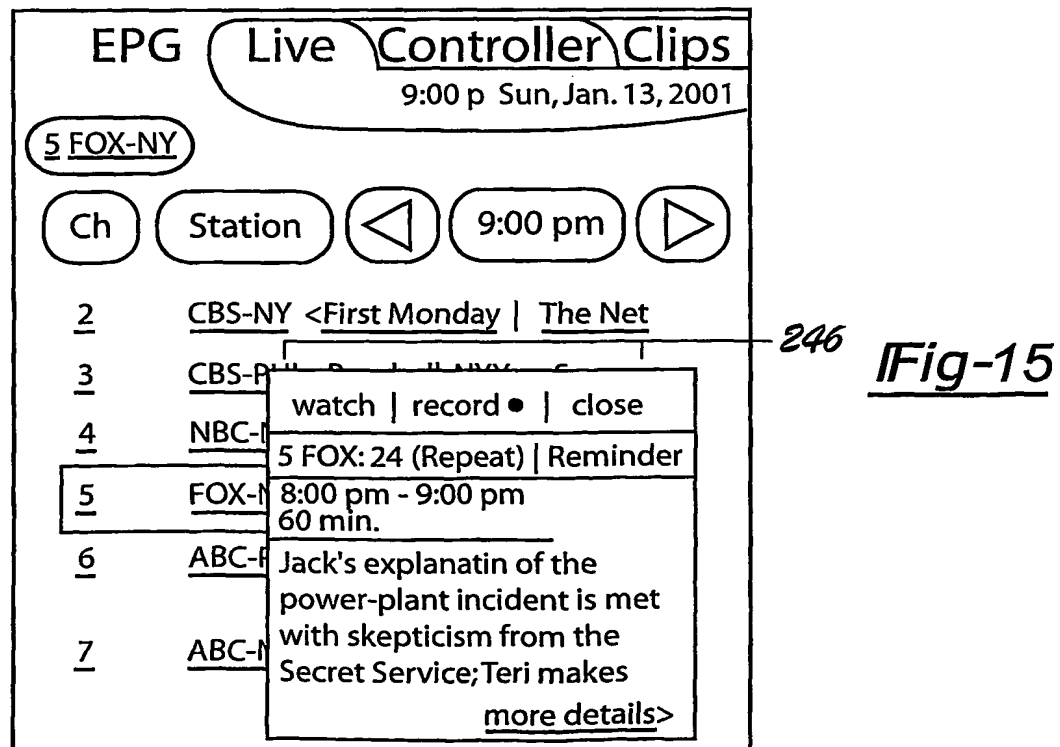 EPG Live Controller Clips
9:00 p Sun, Jan. 13, 2001
5 FOX-NY
Ch Station 9:00 pm
2 CBS-NY <First Monday | The Net
246
Fig-15
3 CBS-
watch | record ● | close
4 NBC-
5 FOX: 24 (Repeat) | Reminder
5 FOX-
8:00 pm - 9:00 pm
60 min.
6 ABC-
Jack's explanatin of the
power-plant incident is met
with skepticism from the
7 ABC-
Secret Service; Teri makes
more details>